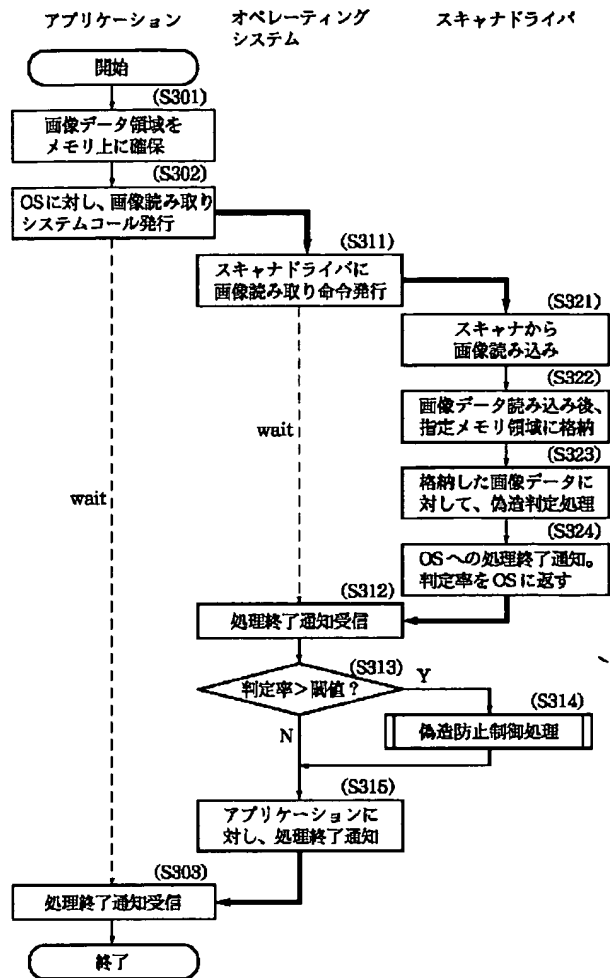 アプリケーション
オペレーティング
システム
スキャナドライバ
開始
(S301)
画像データ領域を
メモリ上に確保
(S302)
OSに対し、画像読み取り
システムコール発行
(S311)
スキャナドライバに
画像読み取り命令発行
(S321)
スキャナから
画像読み込み
(S322)
画像データ読み込み後、
指定メモリ領域に格納
wait
(S323)
格納した画像データに
対して、偽造判定処理
wait
(S324)
OSへの処理終了通知。
判定率をOSに返す
(S312)
処理終了通知受信
(S313)
判定率>閾値?
Y
(S314)
偽造防止制御処理
N
(S315)
アプリケーションに
対し、処理終了通知
(S303)
処理終了通知受信
終了